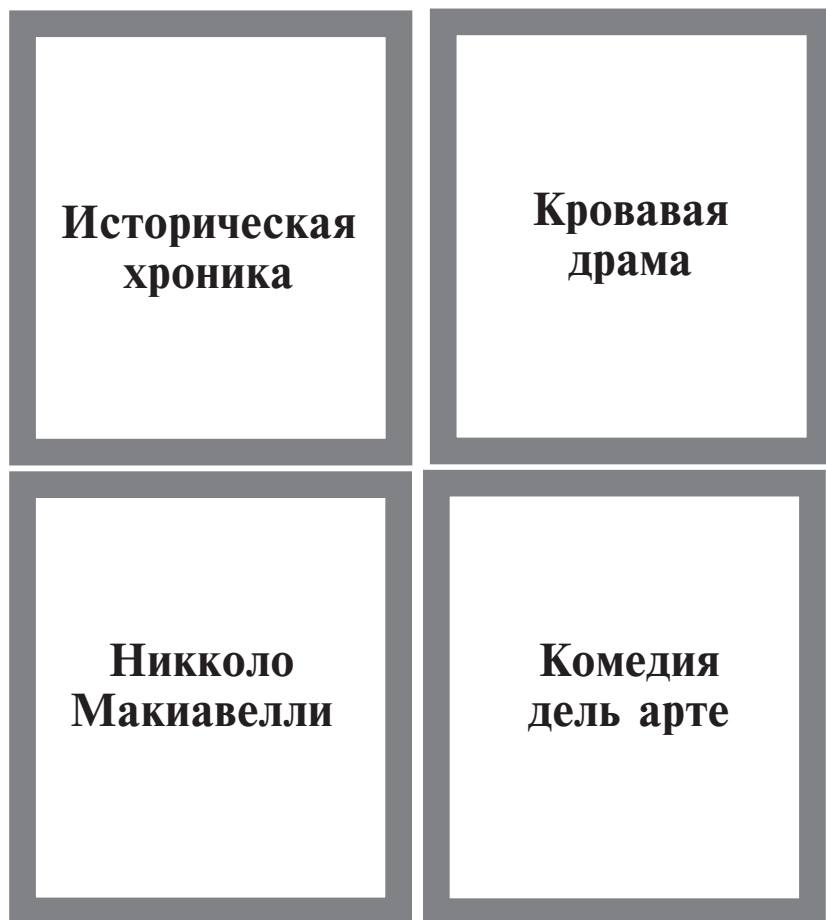 Историческая
хроника
Кровавая
драма
Никколо
Макиавелли
Комедия
дель арте